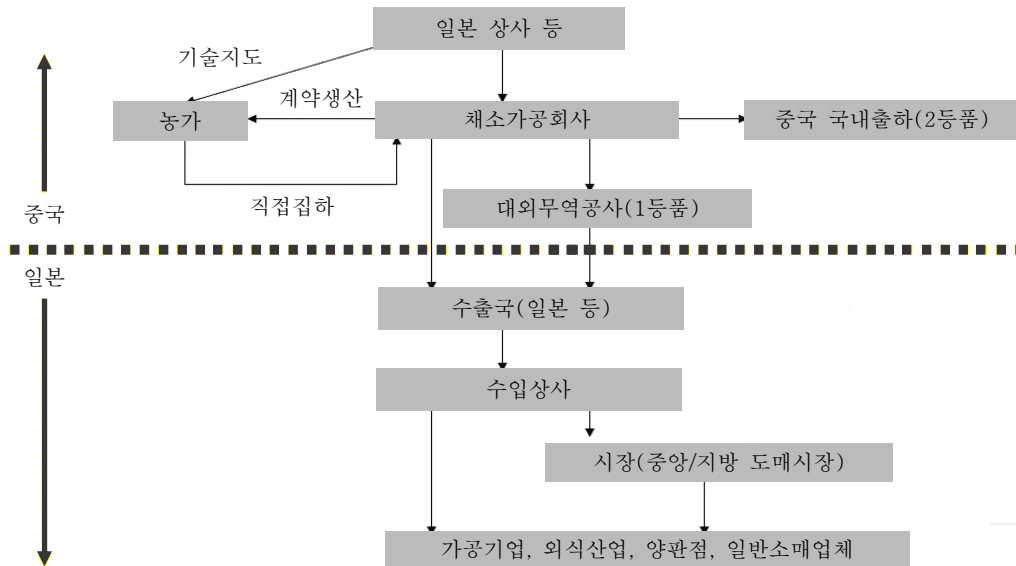 일본 상사 등
기술지도
계약생산
농가
채소가공회사
중국 국내출하(2등품)
직접집하
대외무역공사(1등품)
중국
일본
수출국(일본 등)
수입상사
시장(중앙/지방 도매시장)
가공기업, 외식산업, 양판점, 일반소매업체